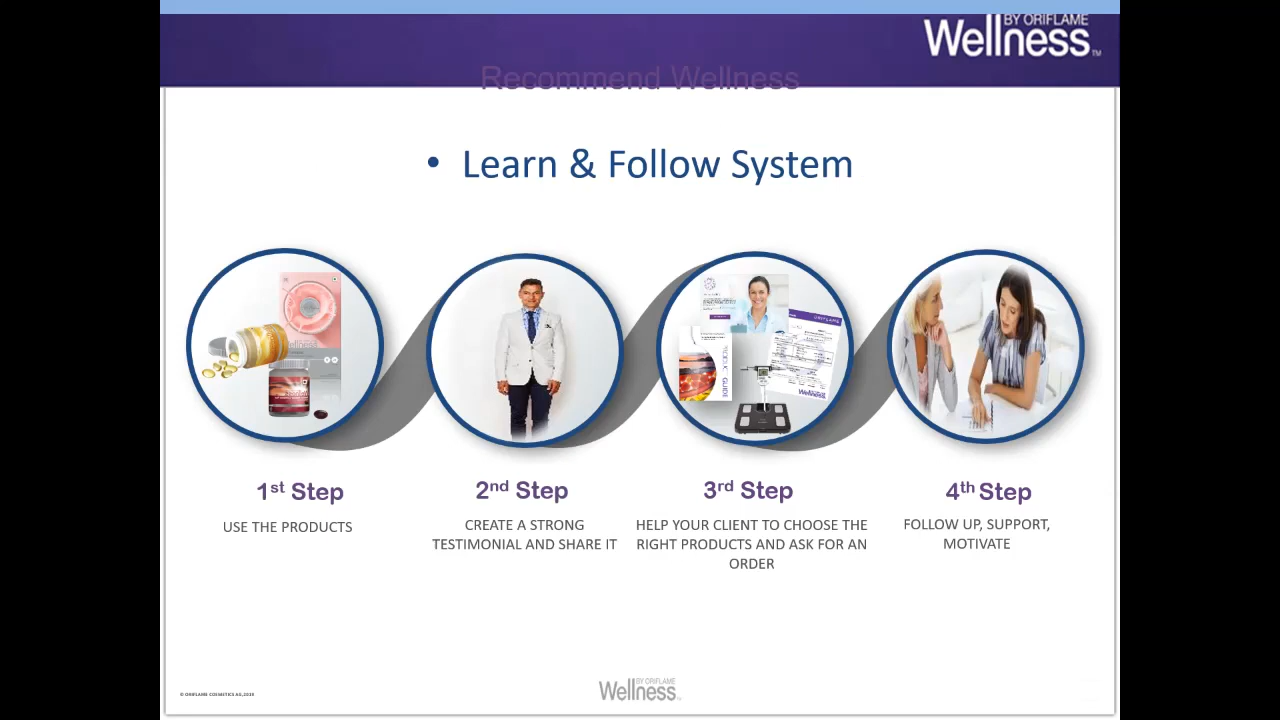 BY ORIFLAME
Wellness™
Recommend Wellness
• Learn & Follow System
1st Step
2nd Step
3rd Step
4th Step
USE THE PRODUCTS
CREATE A STRONG
TESTIMONIAL AND SHARE IT
HELP YOUR CLIENT TO CHOOSE THE
RIGHT PRODUCTS AND ASK FOR AN
ORDER
FOLLOW UP, SUPPORT,
MOTIVATE
© ORIFLAME COSMETICS AG, 2019
BY ORIFLAME
Wellness™